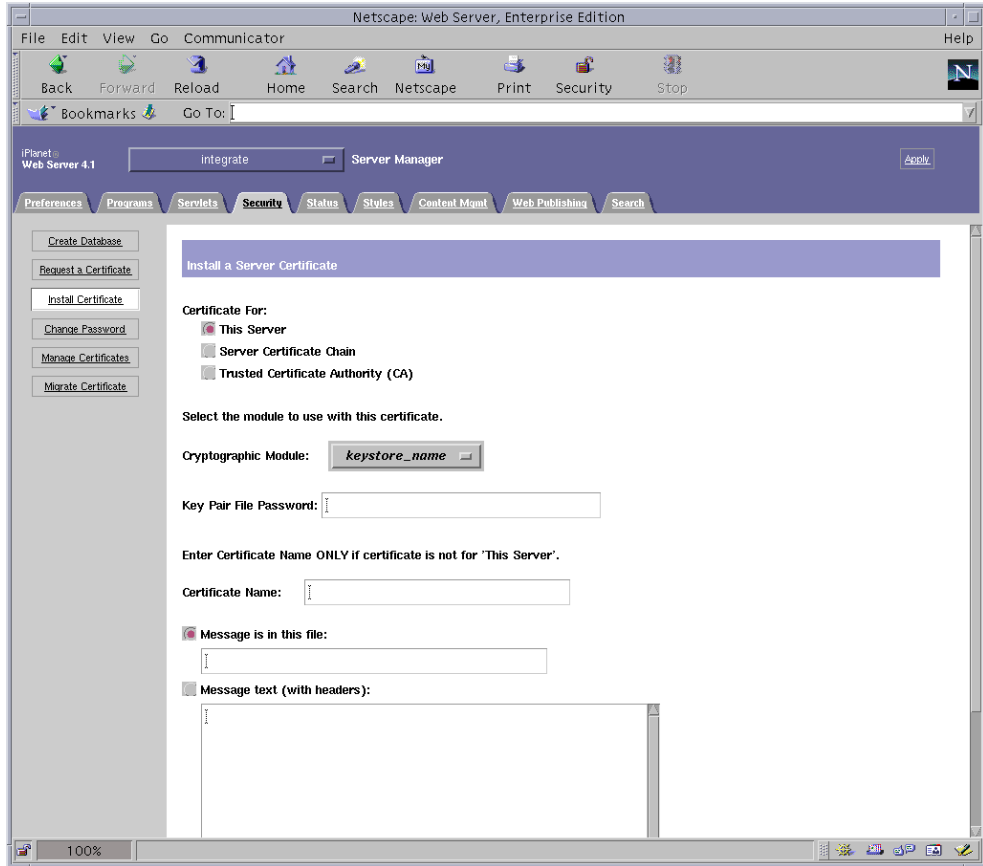 Netscape: Web Server, Enterprise Edition
File Edit View Go Communicator Help
Back Forward Reload Home Search Netscape Print Security Stop
My
N
Bookmarks Go To:
iPlanet
Web Server 4.1
integrate
Server Manager
Apply
Preferences Programs Servlets Security Status Styles Content Mgmt Web Publishing Search
Create Database
Request a Certificate
Install Certificate
Change Password
Manage Certificates
Migrate Certificate
Install a Server Certificate
Certificate For:
This Server
Server Certificate Chain
Trusted Certificate Authority (CA)
Select the module to use with this certificate.
Cryptographic Module: keystore_name
Key Pair File Password:
Enter Certificate Name ONLY if certificate is not for 'This Server'.
Certificate Name:
Message is in this file:
Message text (with headers):
100%